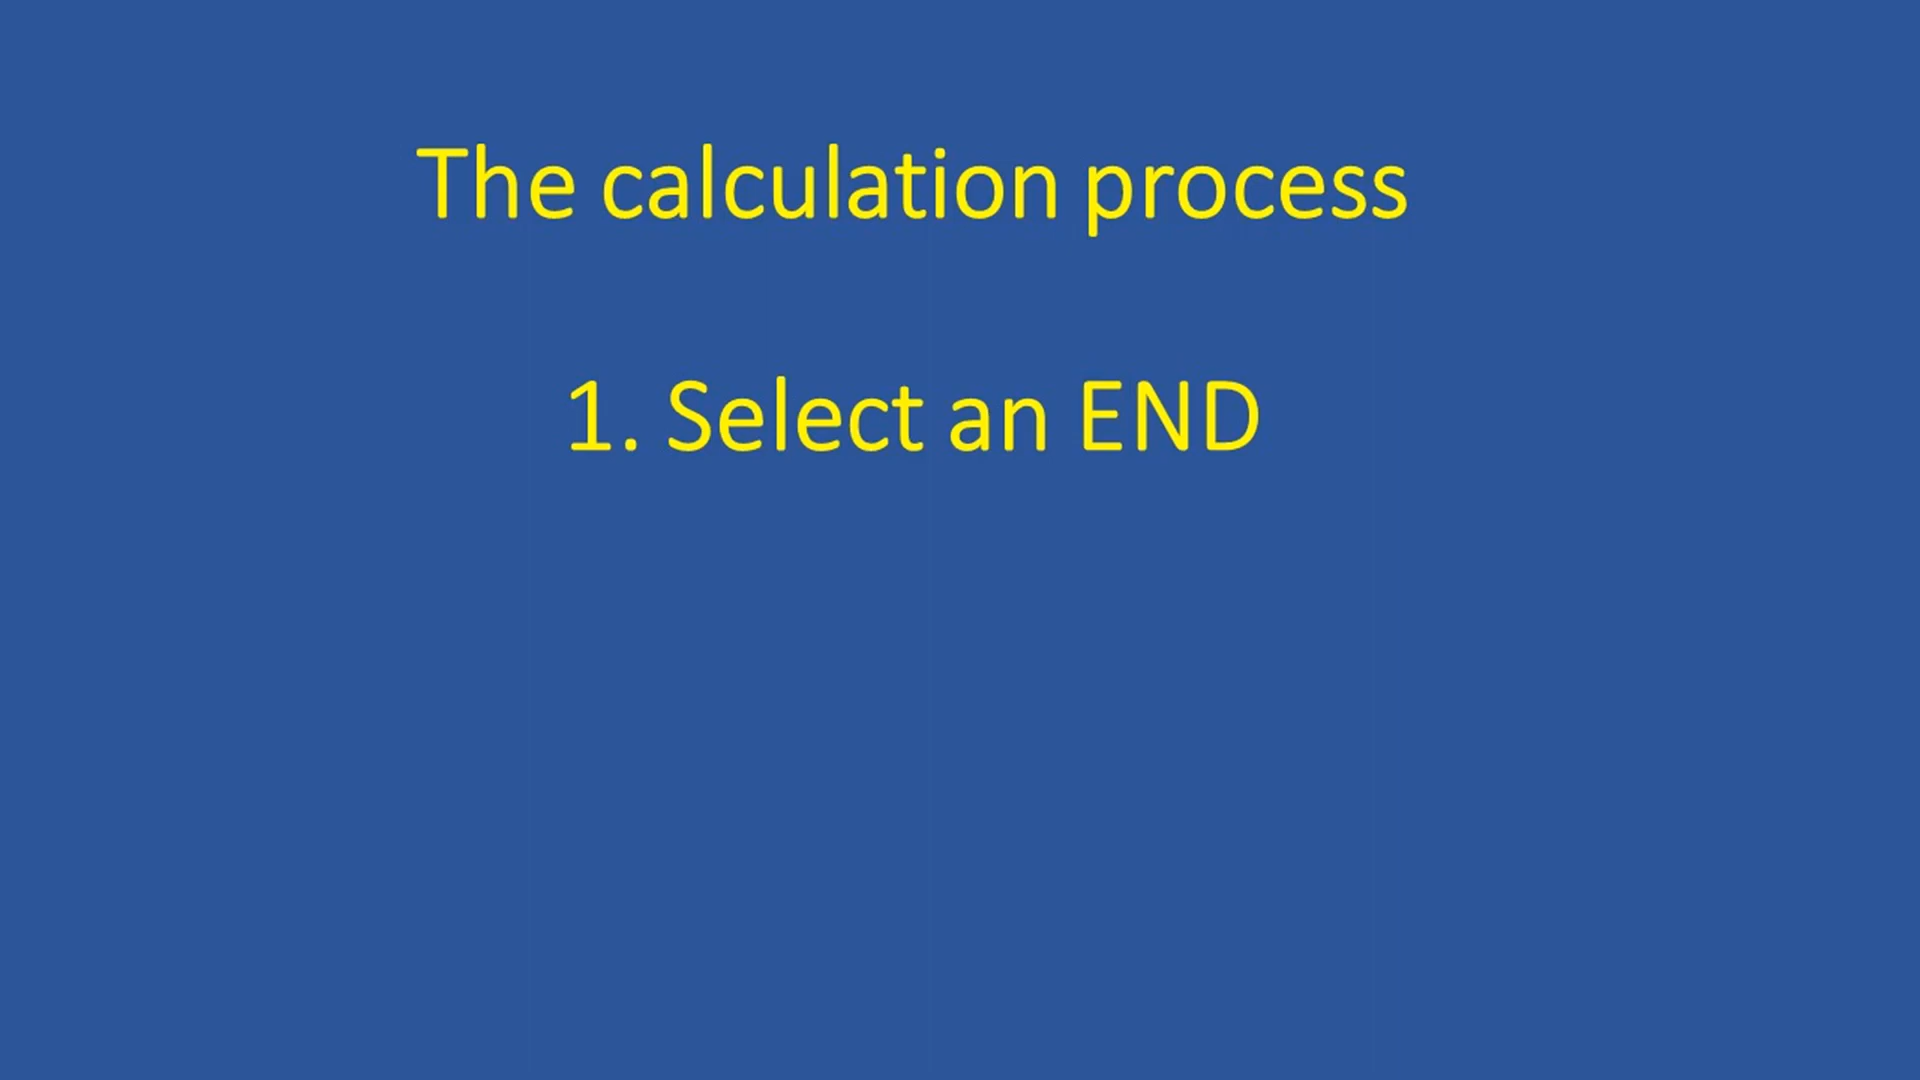 The calculation process
1. Select an END